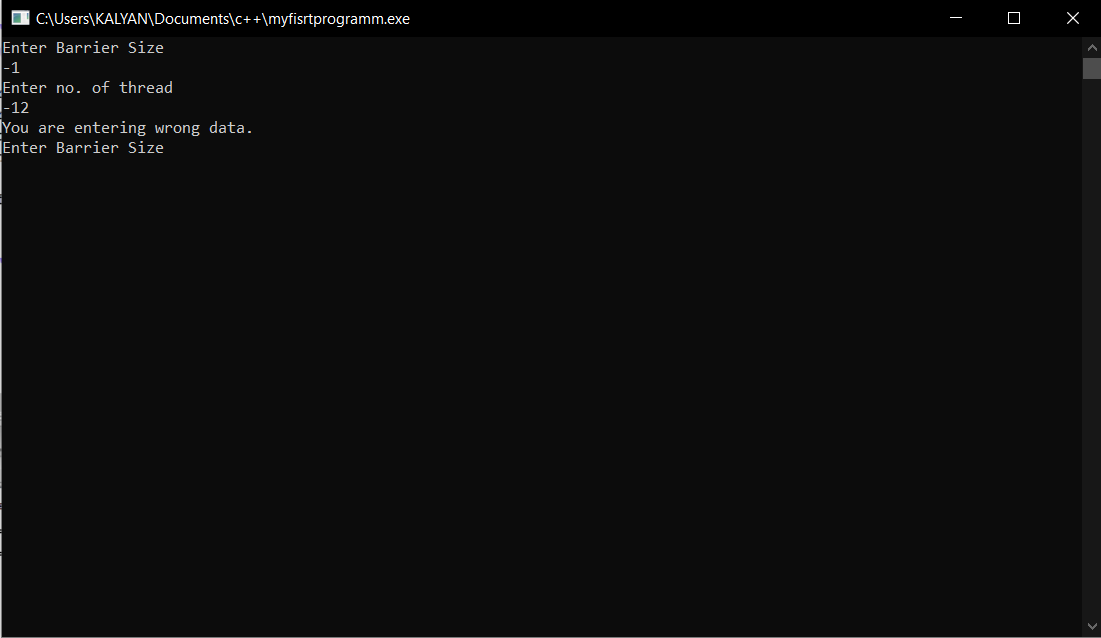 C:\Users\KALYAN\Documents\c++\myfisrtprogramm.exe
Enter Barrier Size
-1
Enter no. of thread
-12
You are entering wrong data.
Enter Barrier Size